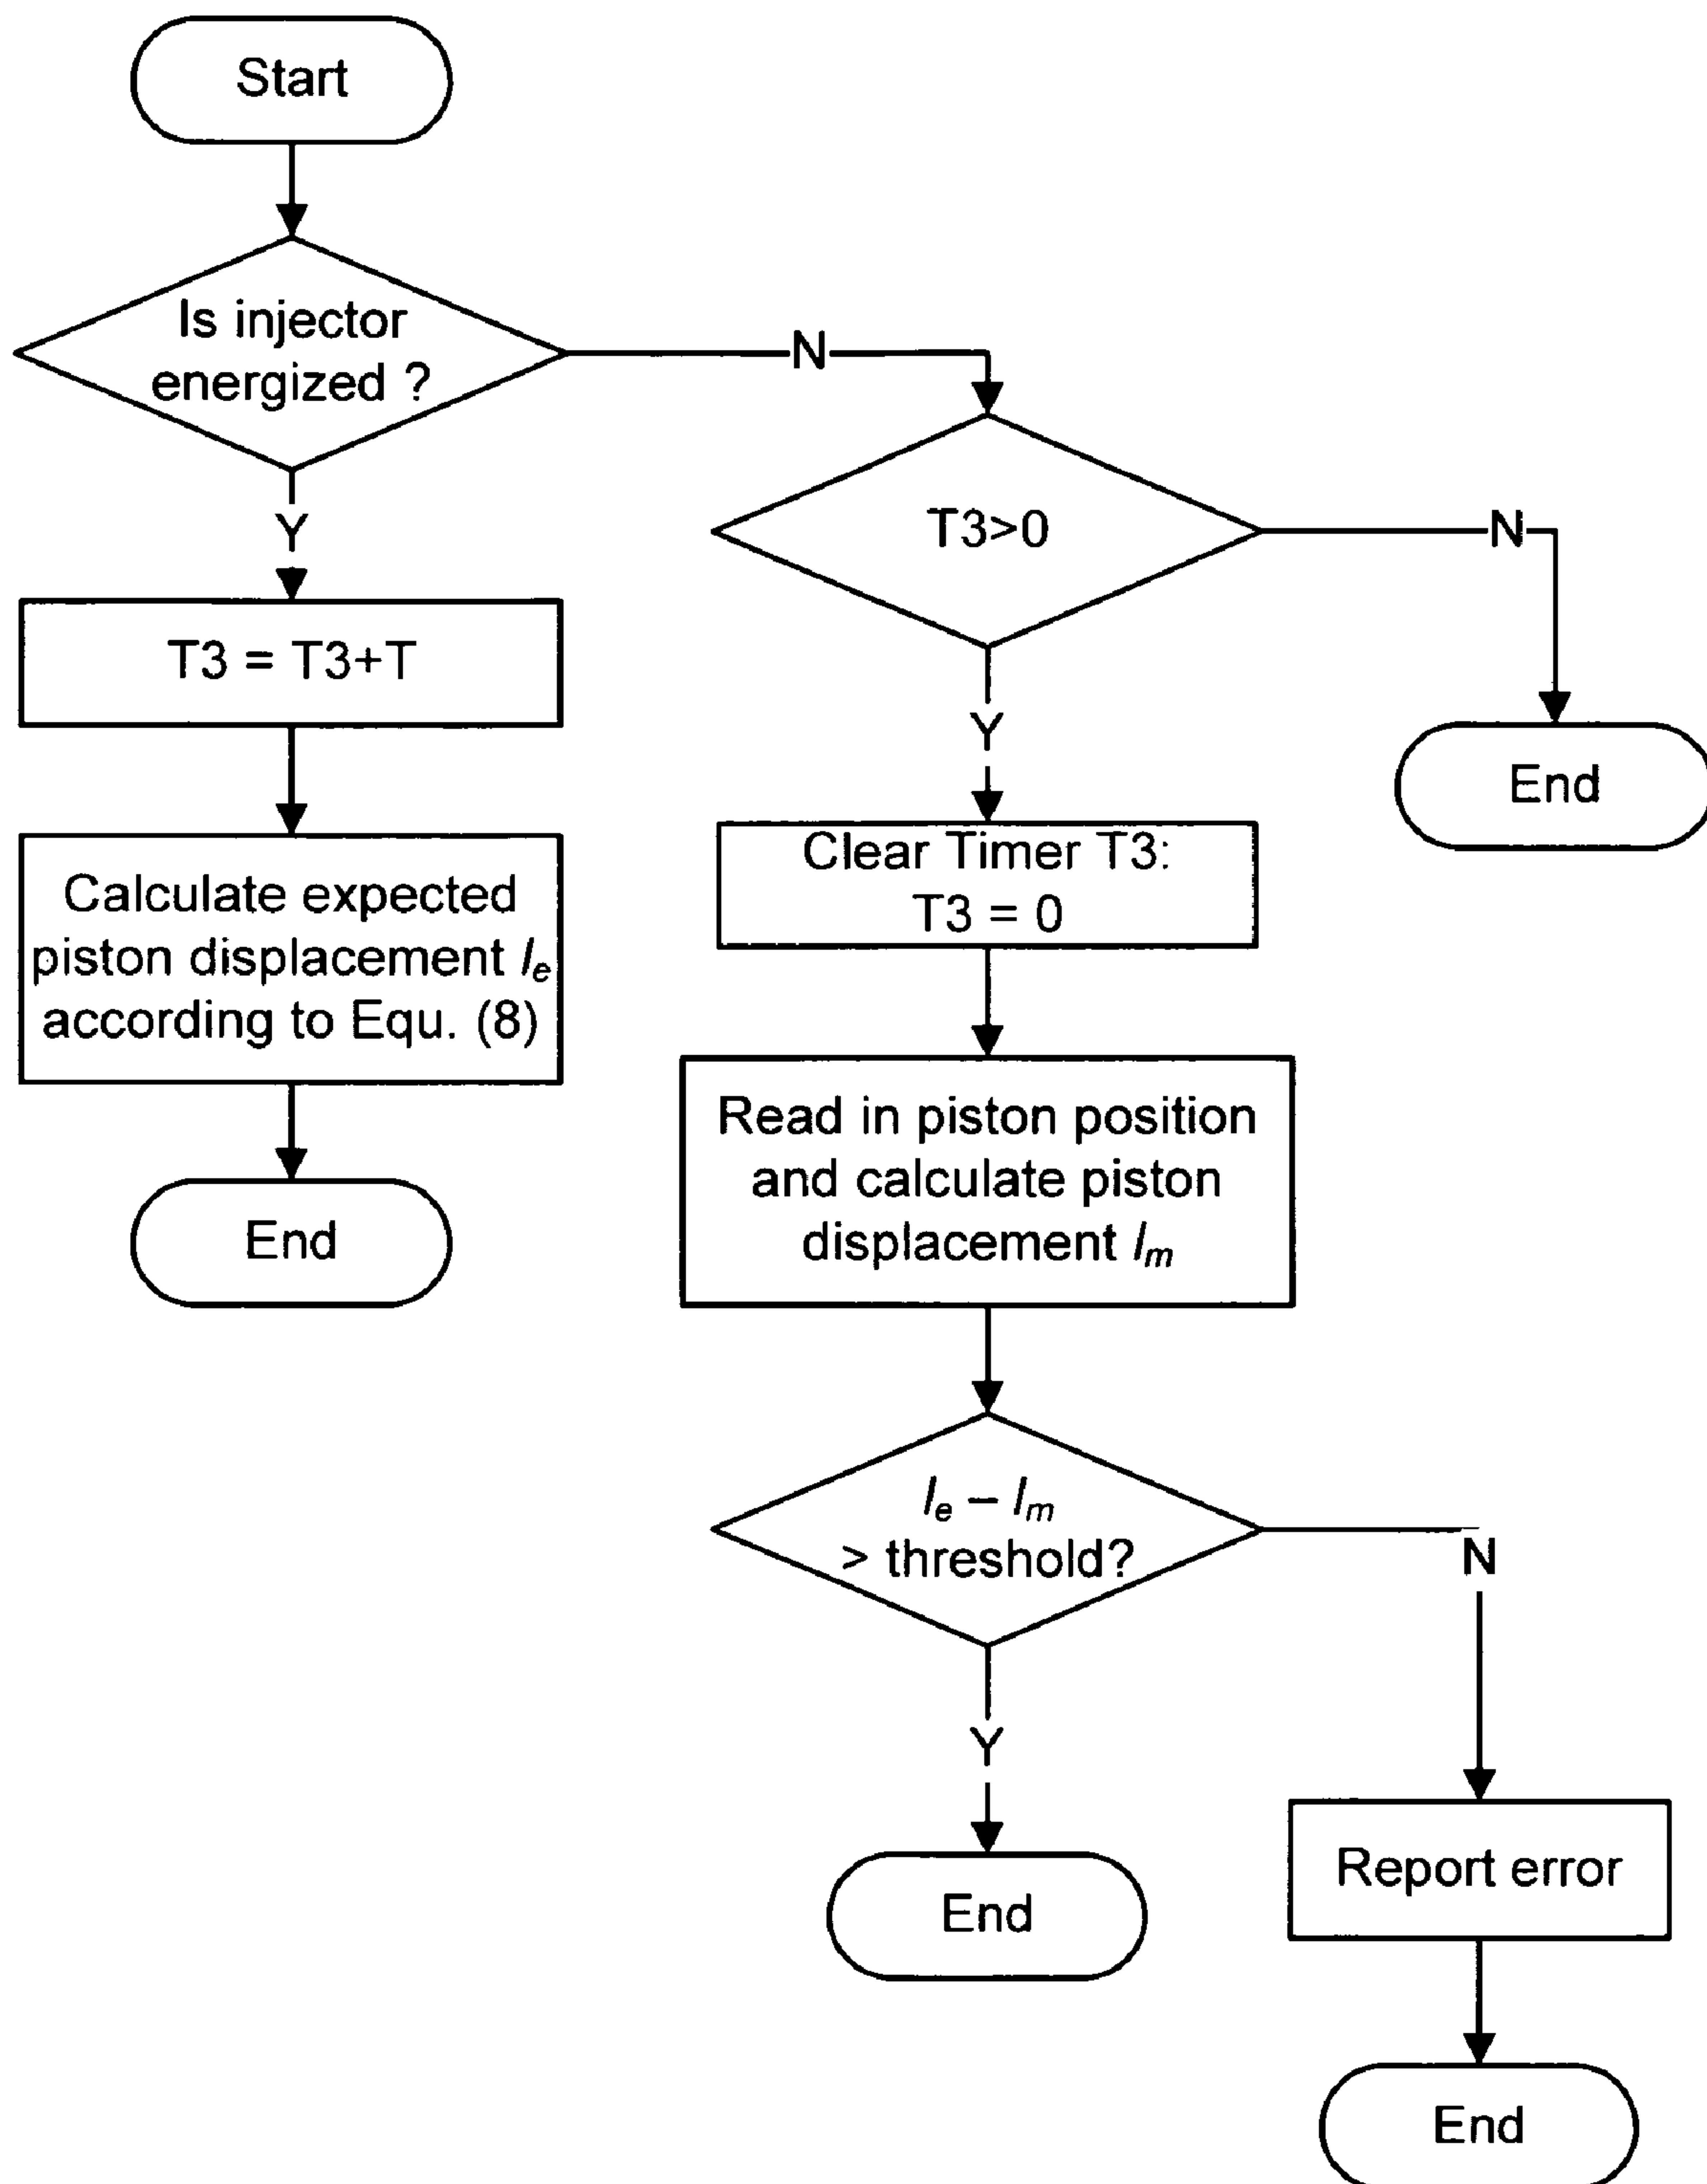 Start
Is injector
energized ?
N
Y
T3>0
N
T3 = T3+T
Y
End
Clear Timer T3:
T3 = 0
Calculate expected
piston displacement lₑ
according to Equ. (8)
Read in piston position
and calculate piston
displacement lₘ
End
lₑ – lₘ
> threshold?
N
Y
Report error
End
End